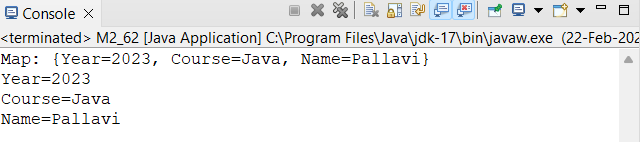 Console
<terminated> M2_62 [Java Application] C:\Program Files\Java\jdk-17\bin\javaw.exe (22-Feb-202
Map: {Year=2023, Course=Java, Name=Pallavi}
Year=2023
Course=Java
Name=Pallavi